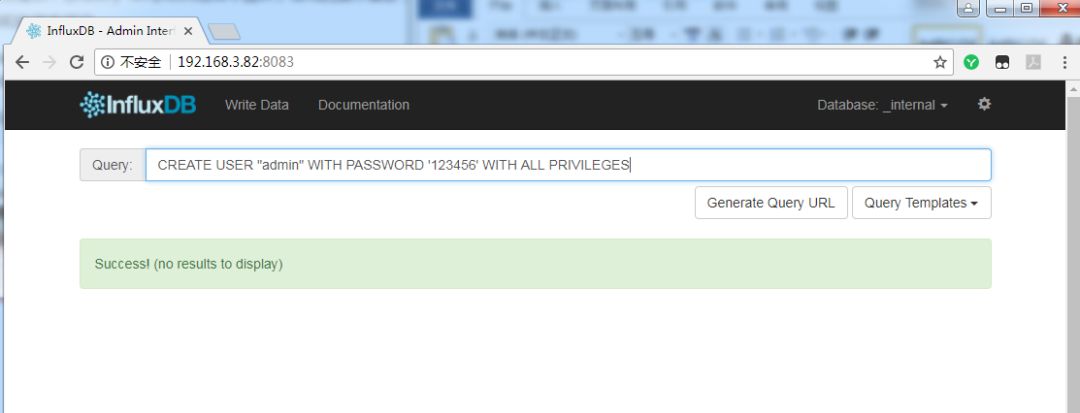 InfluxDB - Admin Inter
不安全 | 192.168.3.82:8083
InfluxDB Write Data Documentation Database: _internal
Query: CREATE USER "admin" WITH PASSWORD '123456' WITH ALL PRIVILEGES
Generate Query URL Query Templates
Success! (no results to display)